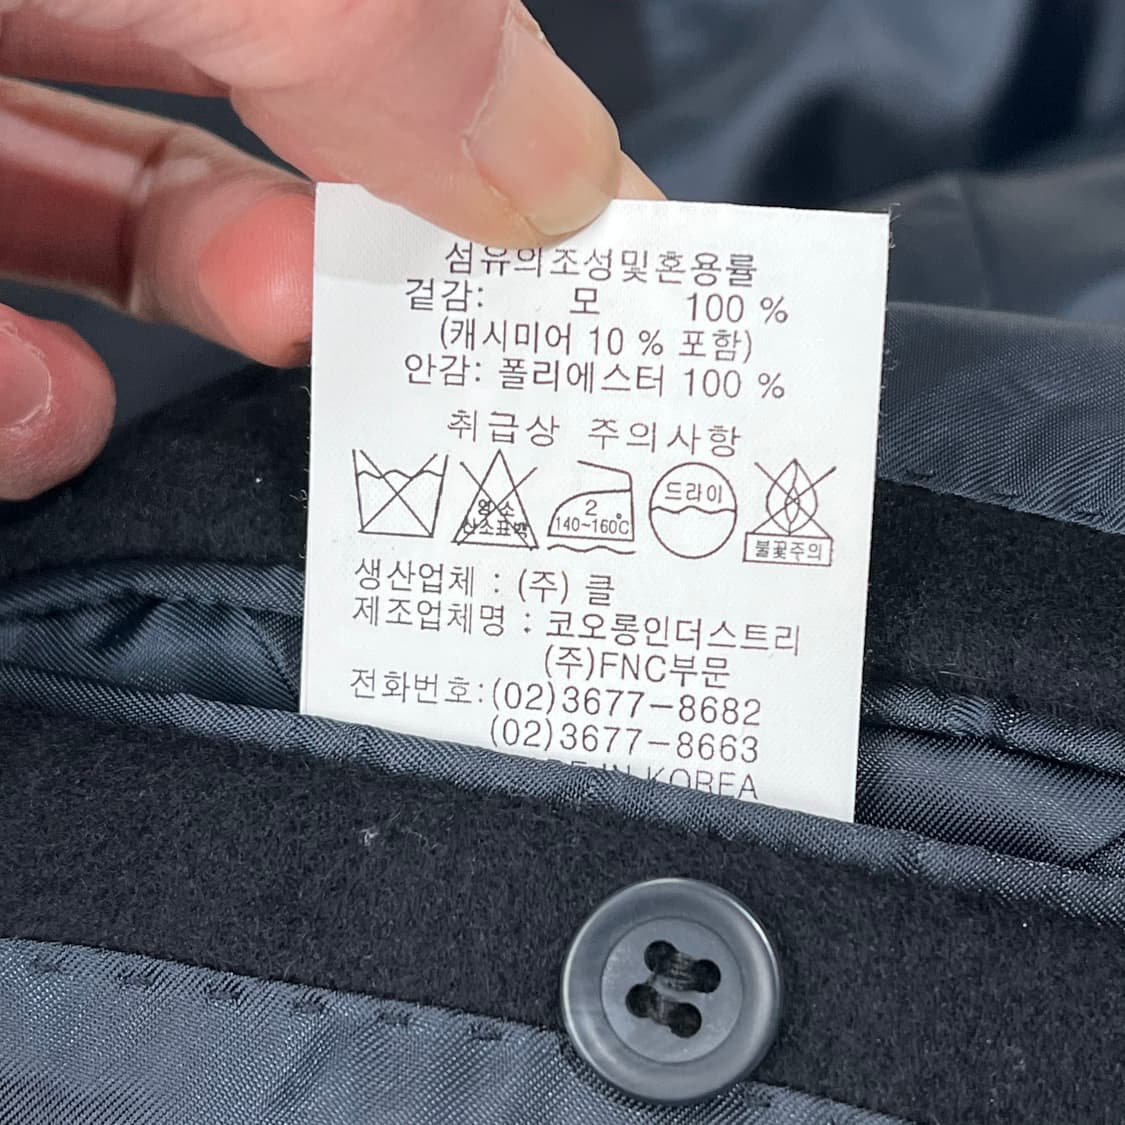 섬유의조성및혼용률
겉감: 모 100 %
(캐시미어 10 % 포함)
안감: 폴리에스터 100 %
취급상 주의사항
염소
산소표백
2
140~160℃
드라이
불꽃주의
생산업체 : (주) 클
제조업체명 : 코오롱인더스트리
(주)FNC부문
전화번호:(02)3677-8682
(02)3677-8663
IN KOREA